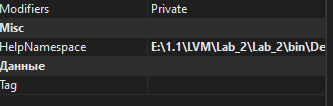 Modifiers Private
Misc
HelpNamespace E:\1.1\LVM\Lab_2\Lab_2\bin\De
Данные
Tag